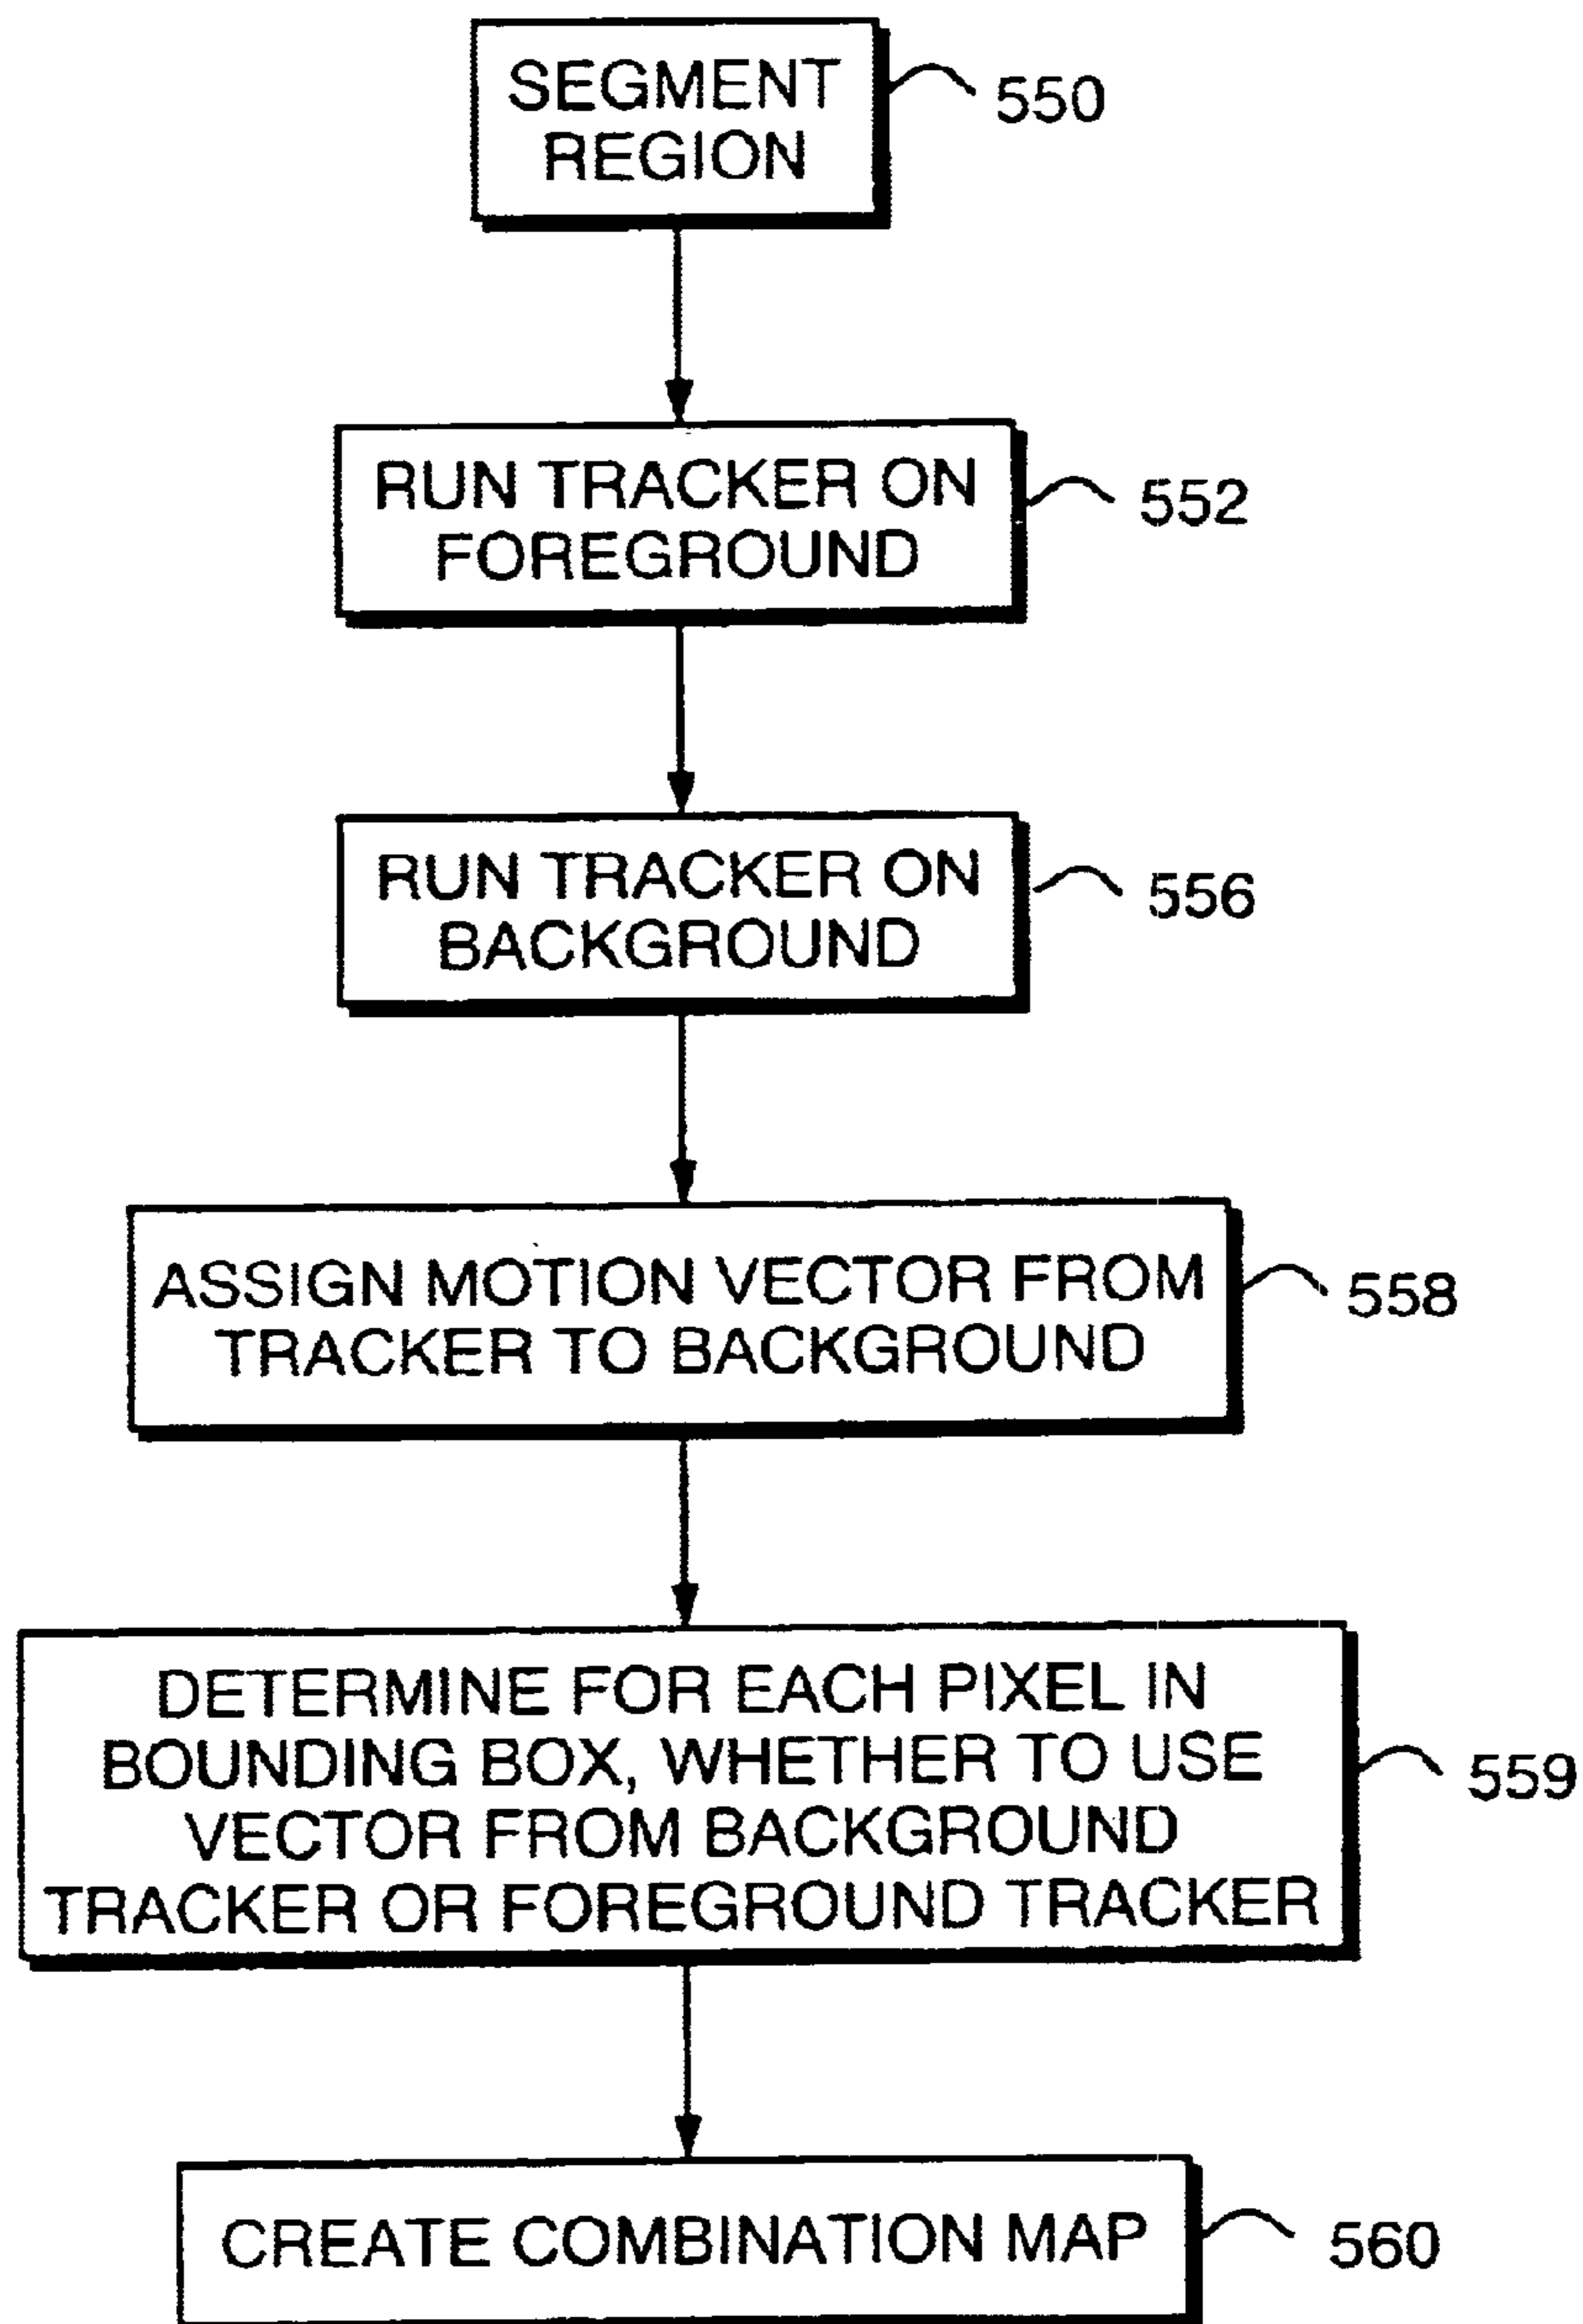 SEGMENT
REGION
550
RUN TRACKER ON
FOREGROUND
552
RUN TRACKER ON
BACKGROUND
556
ASSIGN MOTION VECTOR FROM
TRACKER TO BACKGROUND
558
DETERMINE FOR EACH PIXEL IN
BOUNDING BOX, WHETHER TO USE
VECTOR FROM BACKGROUND
TRACKER OR FOREGROUND TRACKER
559
CREATE COMBINATION MAP
560